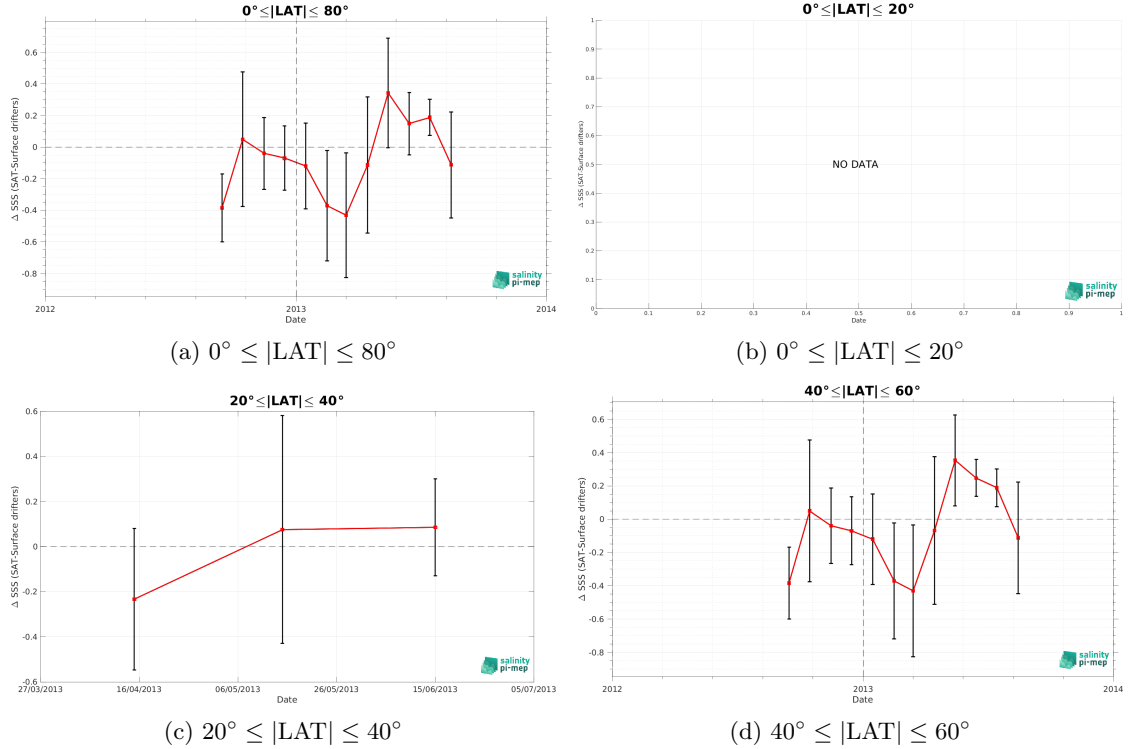 0°≤|LAT|≤ 80°
0.6
0.4
0.2
0
-0.2
-0.4
-0.6
-0.8
Δ SSS (SAT-Surface drifters)
2012
2013
2014
Date
salinity
pi-mep
(a) 0° ≤ |LAT| ≤ 80°
0°≤|LAT|≤ 20°
1
0.9
0.8
0.7
0.6
0.5
0.4
0.3
0.2
0.1
0
Δ SSS (SAT-Surface drifters)
NO DATA
0
0.1
0.2
0.3
0.4
0.5
0.6
0.7
0.8
0.9
1
Date
salinity
pi-mep
(b) 0° ≤ |LAT| ≤ 20°
20°≤|LAT|≤ 40°
0.6
0.4
0.2
0
-0.2
-0.4
-0.6
Δ SSS (SAT-Surface drifters)
27/03/2013
16/04/2013
06/05/2013
26/05/2013
15/06/2013
05/07/2013
Date
salinity
pi-mep
(c) 20° ≤ |LAT| ≤ 40°
40°≤|LAT|≤ 60°
0.6
0.4
0.2
0
-0.2
-0.4
-0.6
-0.8
Δ SSS (SAT-Surface drifters)
2012
2013
2014
Date
salinity
pi-mep
(d) 40° ≤ |LAT| ≤ 60°